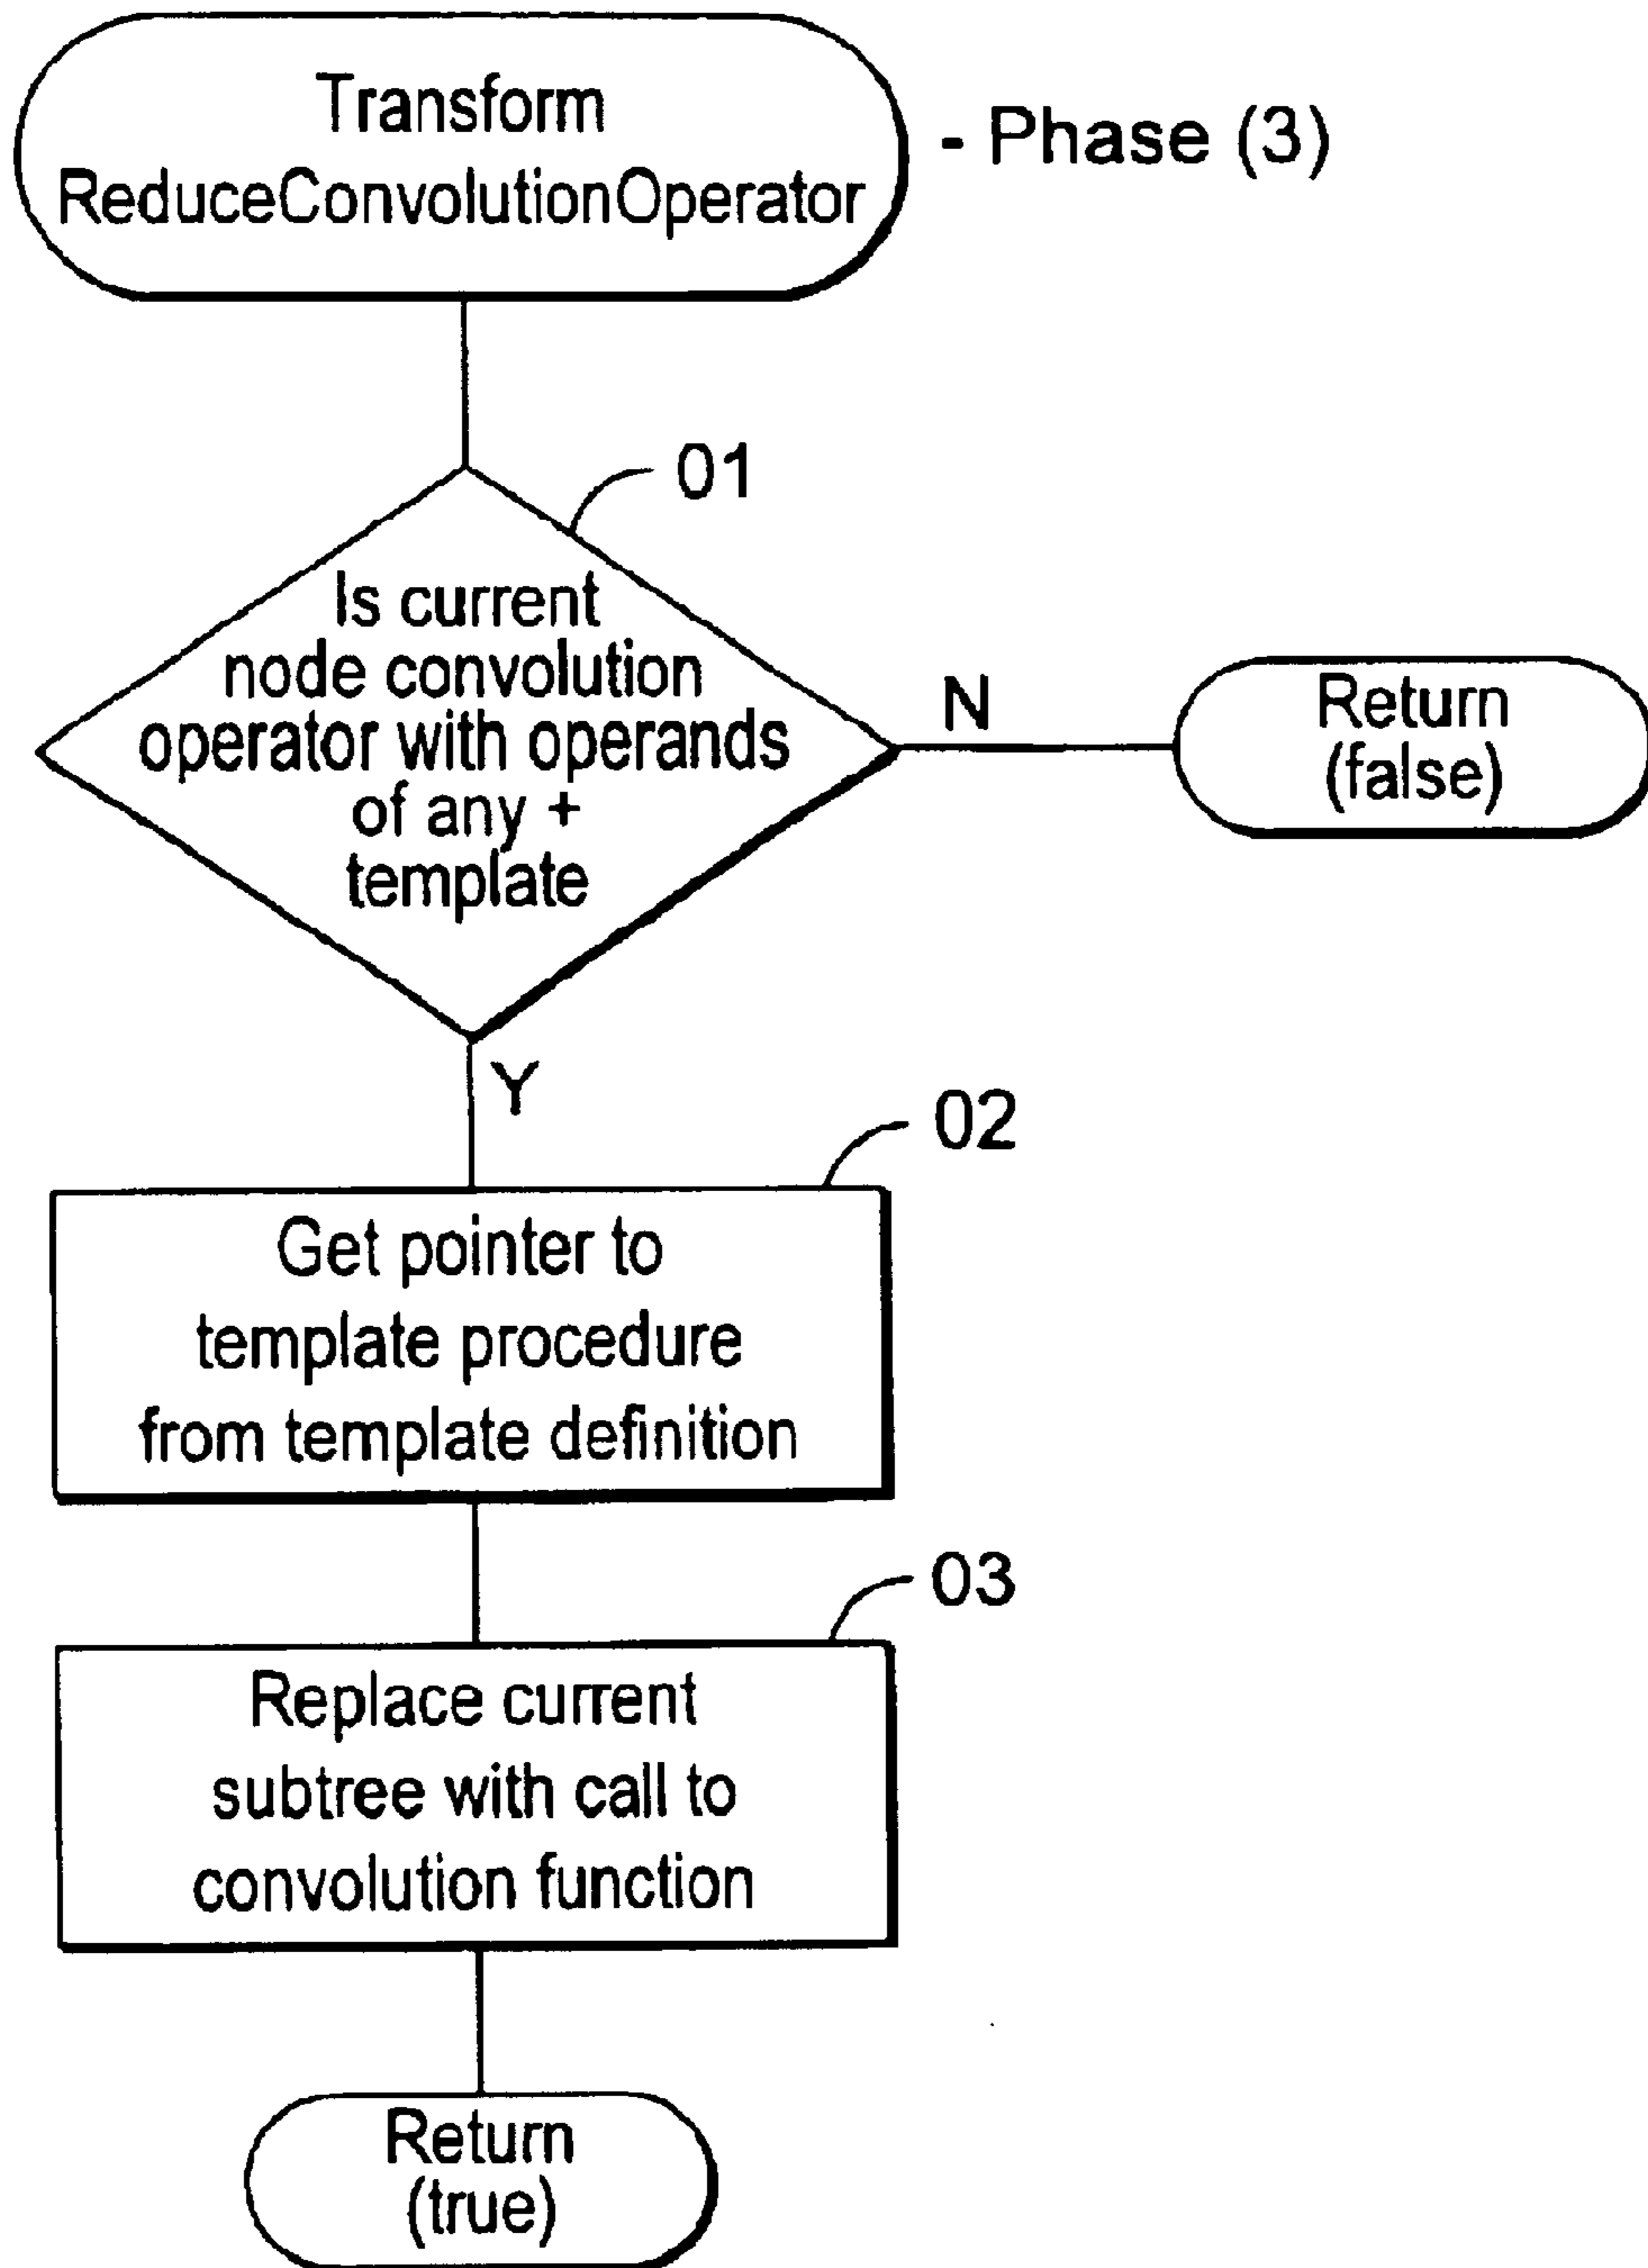 Transform
ReduceConvolutionOperator
- Phase (3)
01
Is current
node convolution
operator with operands
of any +
template
N
Return
(false)
Y
02
Get pointer to
template procedure
from template definition
03
Replace current
subtree with call to
convolution function
Return
(true)